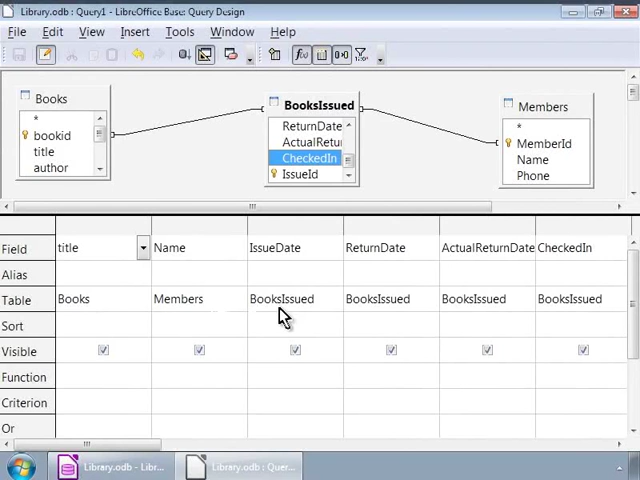 Library.odb : Query1 - LibreOffice Base: Query Design
File Edit View Insert Tools Window Help
Books
*
bookid
title
author
BooksIssued
ReturnDate
ActualRetur
CheckedIn
IssueId
Members
*
MemberId
Name
Phone
Field title Name IssueDate ReturnDate ActualReturnDate CheckedIn
Alias
Table Books Members BooksIssued BooksIssued BooksIssued BooksIssued
Sort
Visible
Function
Criterion
Or
Library.odb - Libr... Library.odb : Query...